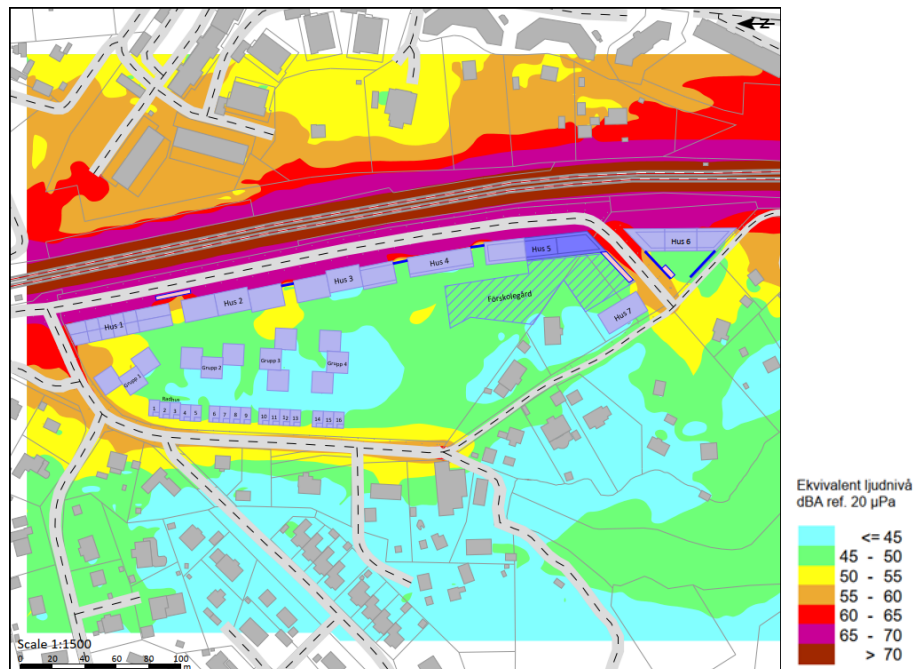 Z
Hus 6
Hus 5
Hus 4
Hus 3
Förskolegård
Hus 2
Hus 7
Hus 1
Grupp 3
Grupp 4
Grupp 2
Grupp 1
Radhus
1 2 3 4 5 6 7 8 9 10 11 12 13 14 15 16
Ekvivalent ljudnivå
dBA ref. 20 µPa
<= 45
45 - 50
50 - 55
55 - 60
60 - 65
65 - 70
> 70
Scale 1:1500
0 20 40 60 80 100
m